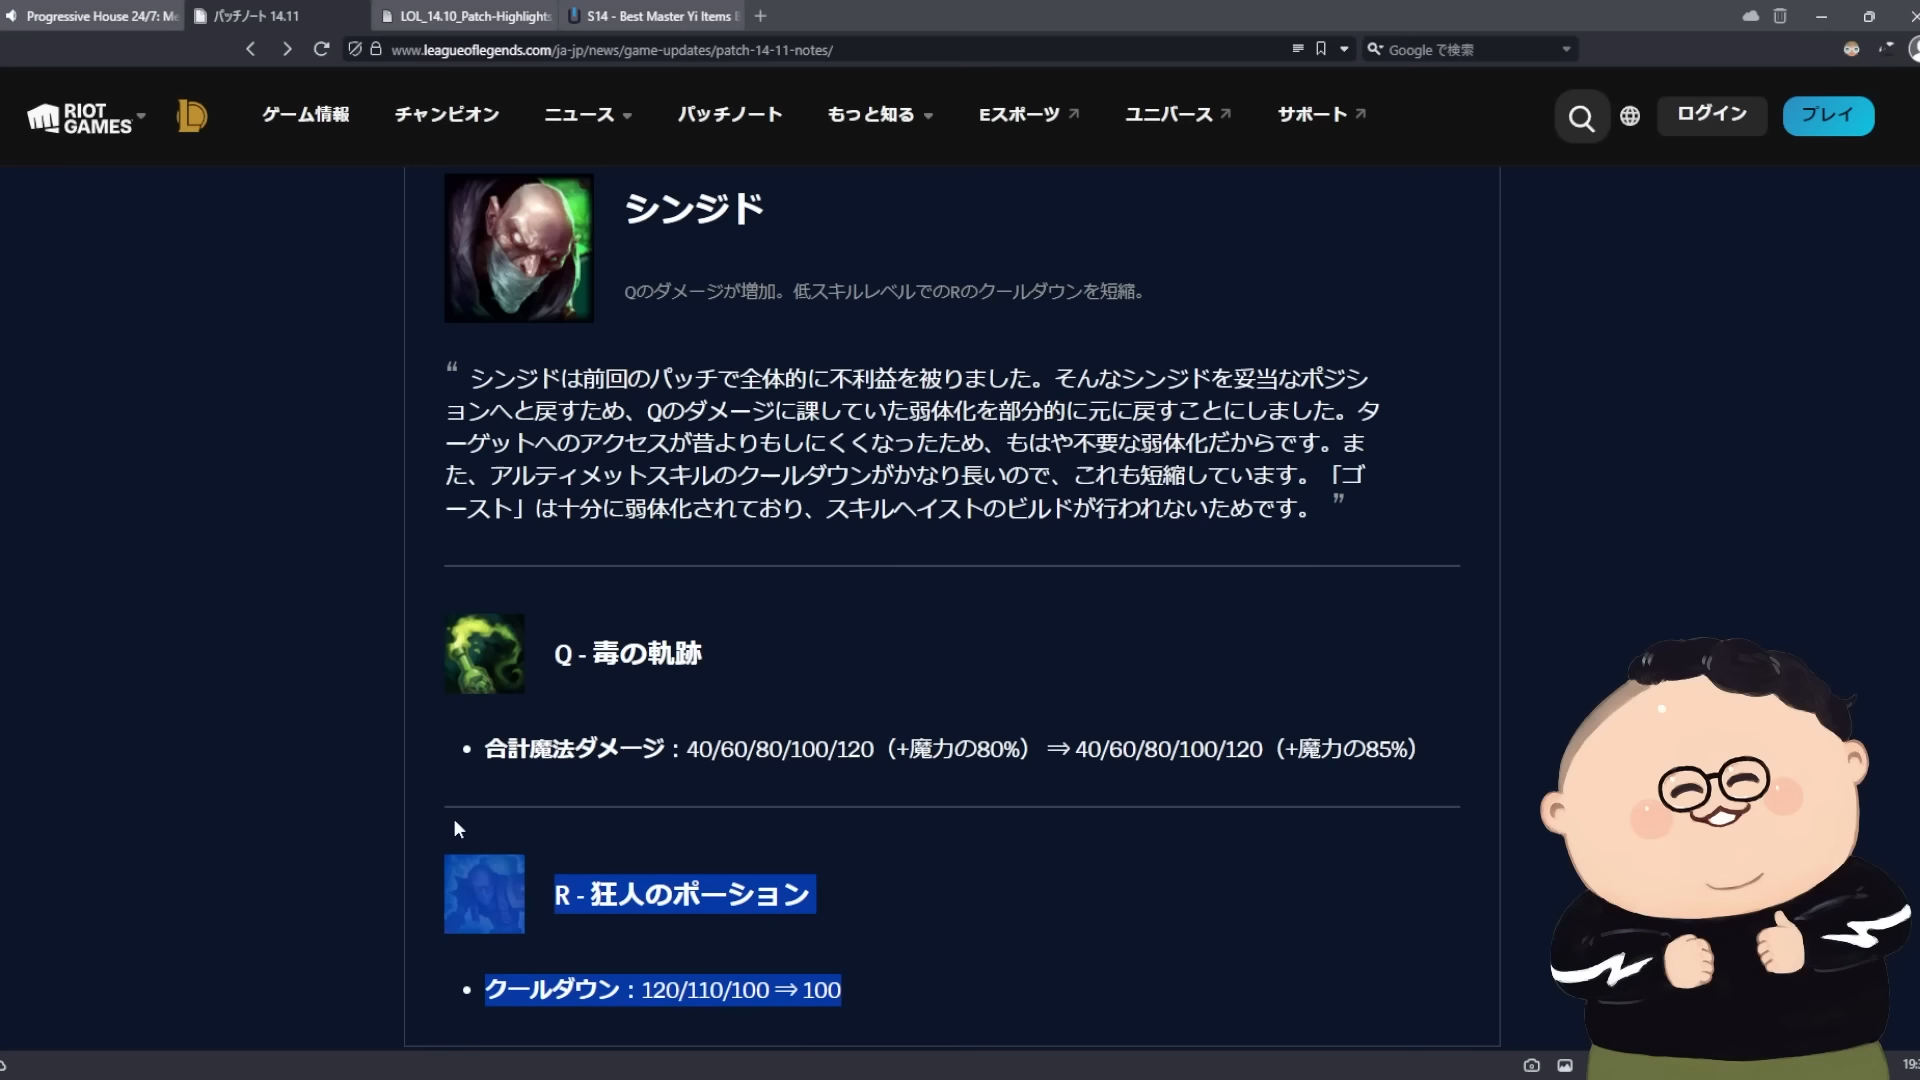 Progressive House 24/7: Me
パッチノート 14.11
LOL_14.10_Patch-Highlights
S14 - Best Master Yi Items
www.leagueoflegends.com/ja-jp/news/game-updates/patch-14-11-notes/
Google で検索
RIOT
GAMES
ゲーム情報
チャンピオン
ニュース
パッチノート
もっと知る
Eスポーツ
ユニバース
サポート
ログイン
プレイ
シンジド
Qのダメージが増加。低スキルレベルでのRのクールダウンを短縮。
“ シンジドは前回のパッチで全体的に不利益を被りました。そんなシンジドを妥当なポジシ
ョンへと戻すため、Qのダメージに課していた弱体化を部分的に元に戻すことにしました。タ
ーゲットへのアクセスが昔よりもしにくくなったため、もはや不要な弱体化だからです。ま
た、アルティメットスキルのクールダウンがかなり長いので、これも短縮しています。「ゴ
ースト」は十分に弱体化されており、スキルヘイストのビルドが行われないためです。 ”
Q - 毒の軌跡
• 合計魔法ダメージ：40/60/80/100/120（+魔力の80%） ⇒ 40/60/80/100/120（+魔力の85%）
R - 狂人のポーション
• クールダウン：120/110/100 ⇒ 100